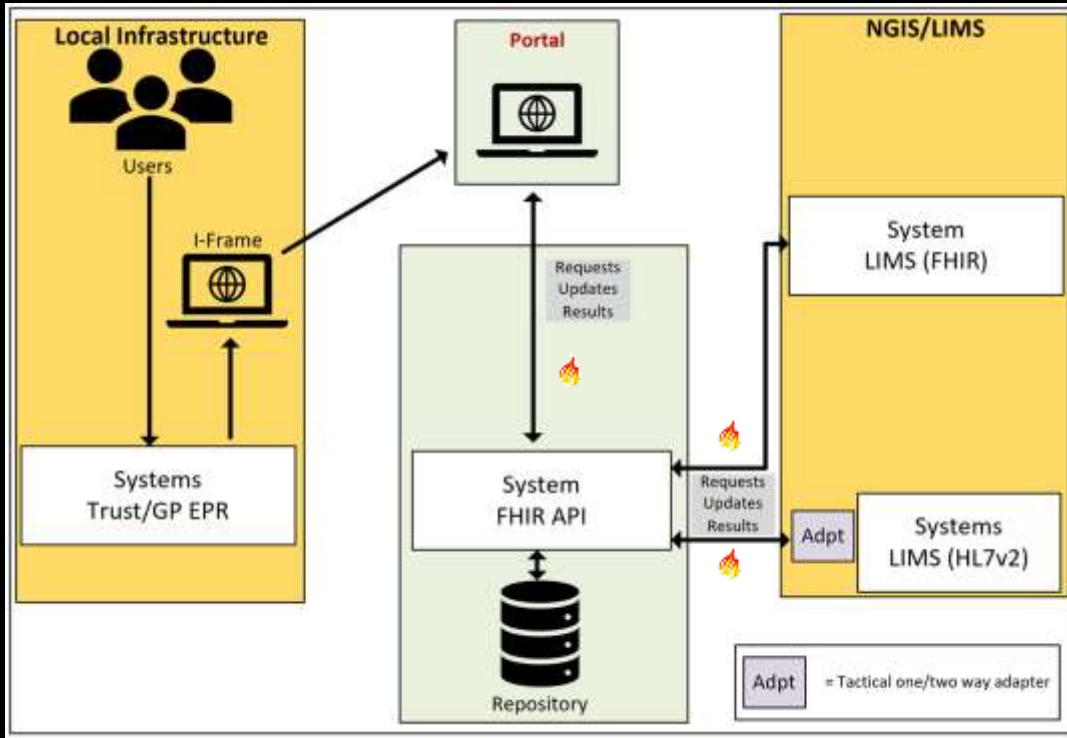 Local Infrastructure
Users
I-Frame
Systems
Trust/GP EPR
Portal
Requests
Updates
Results
System
FHIR API
Repository
Requests
Updates
Results
NGIS/LIMS
System
LIMS (FHIR)
Adpt
Systems
LIMS (HL7v2)
Adpt = Tactical one/two way adapter